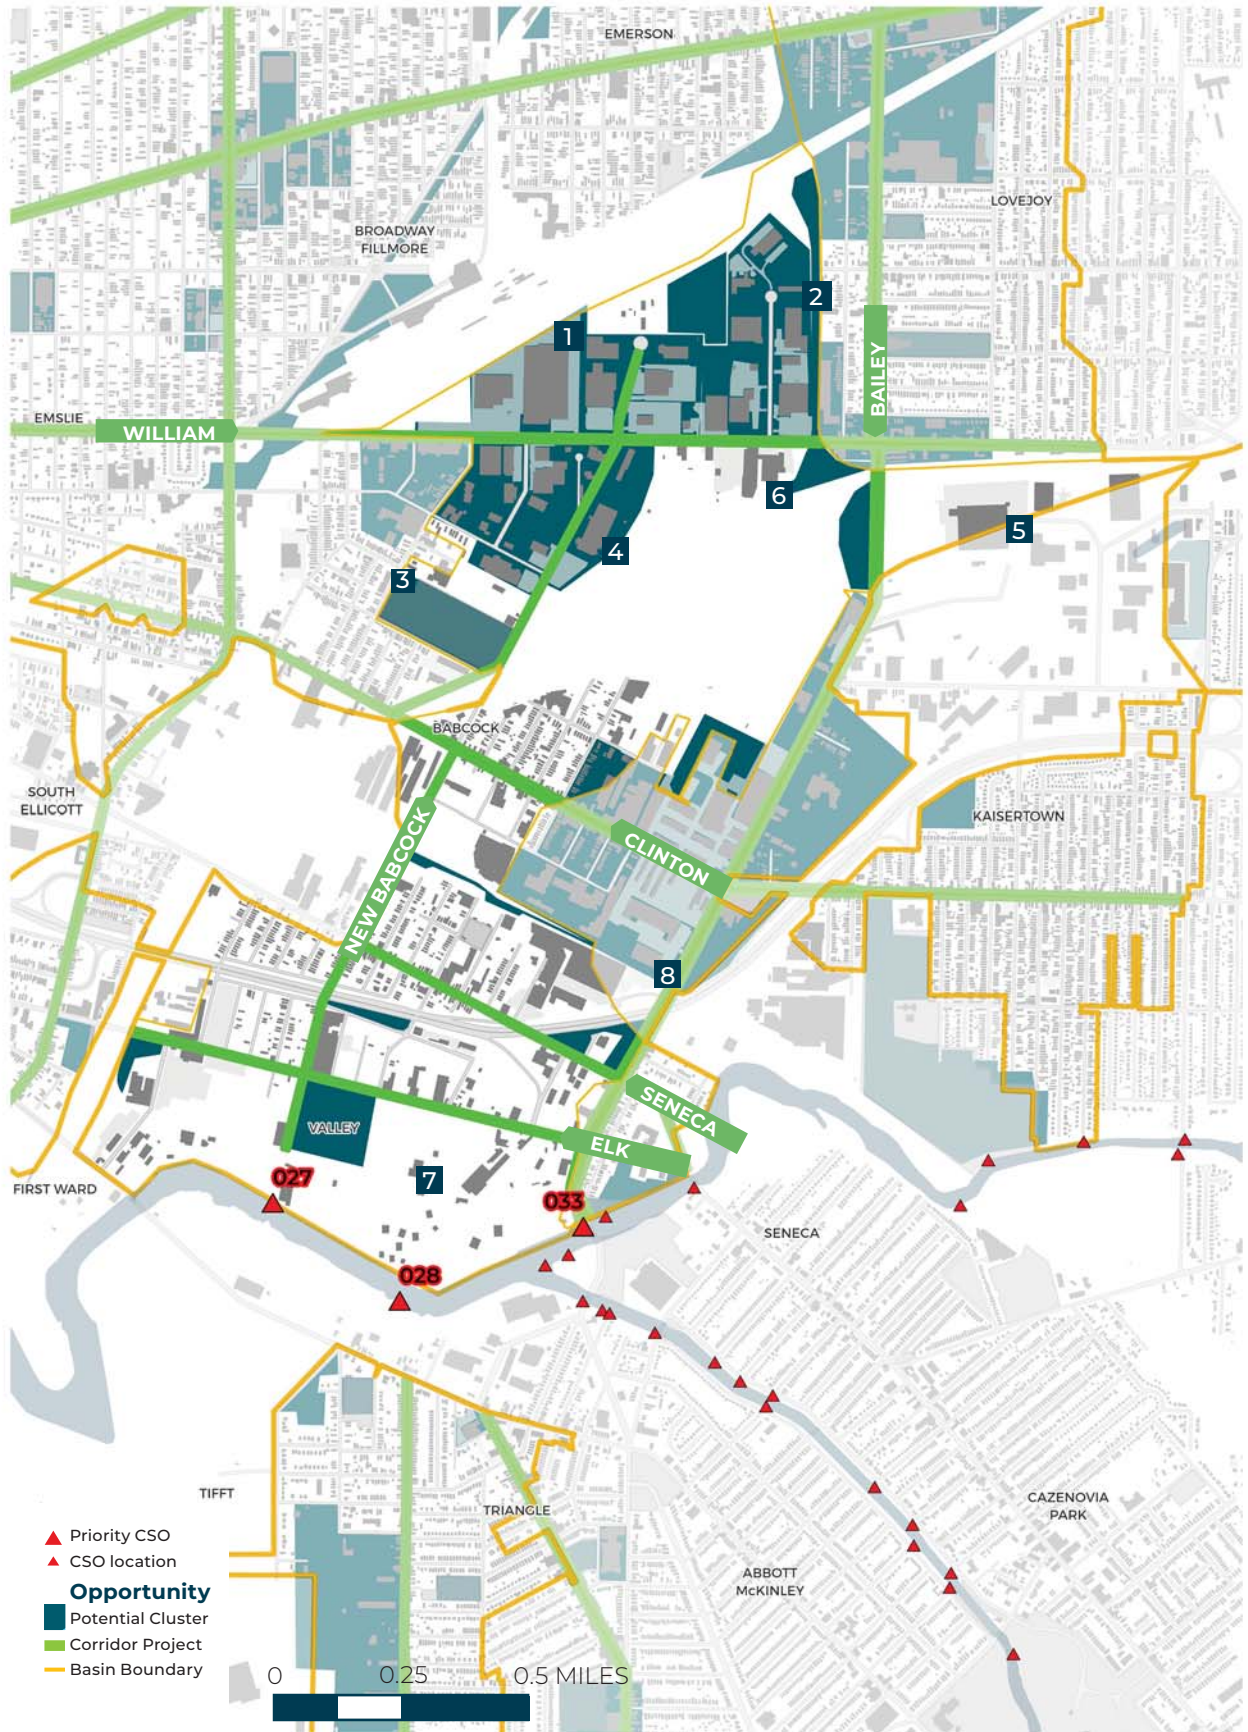 EMERSON
LOVEJOY
BROADWAY
FILLMORE
2
1
BAILEY
EMSLIE
WILLIAM
6
5
4
3
BABCOCK
SOUTH
ELLICOTT
KAISERTOWN
CLINTON
NEW BABCOCK
8
SENECA
VALLEY
ELK
027
7
FIRST WARD
033
SENECA
028
TIFFT
TRIANGLE
CAZENOVIA
PARK
ABBOTT
McKINLEY
Priority CSO
CSO location
Opportunity
Potential Cluster
Corridor Project
Basin Boundary
0 0.25 0.5 MILES